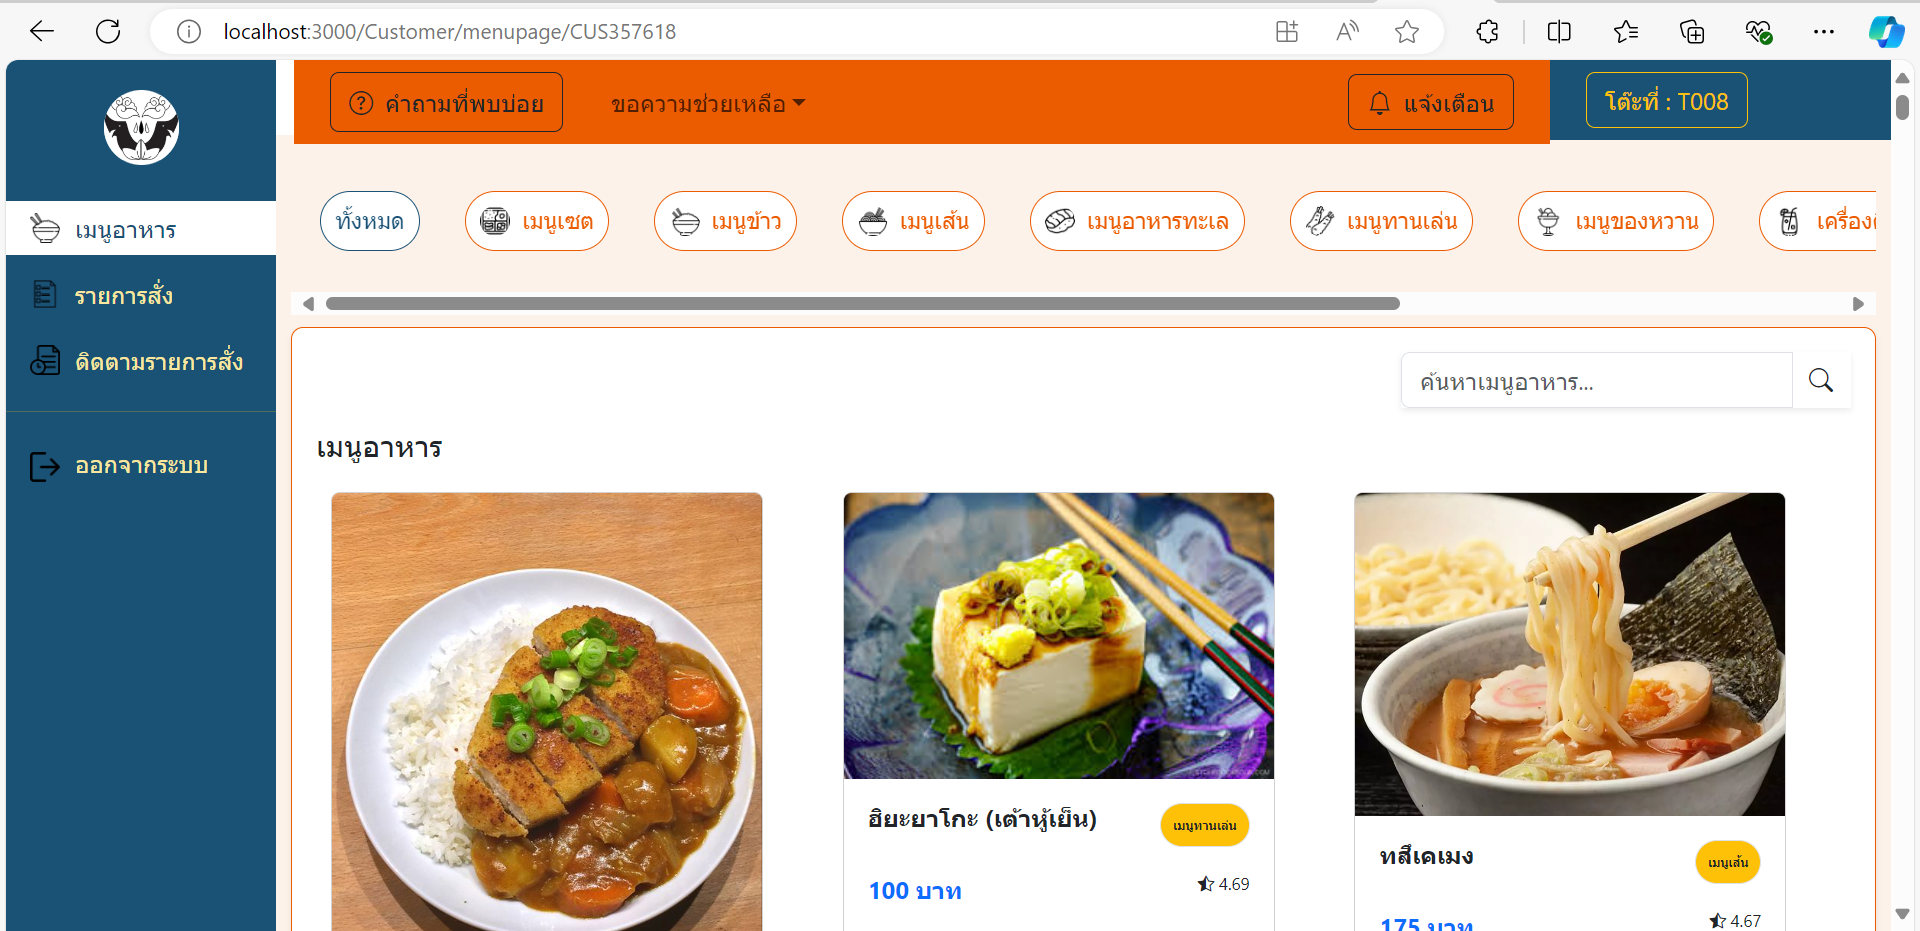 localhost:3000/Customer/menupage/CUS357618
คำถามที่พบบ่อย
ขอความช่วยเหลือ
แจ้งเตือน
โต๊ะที่ : T008
เมนูอาหาร
รายการสั่ง
ติดตามรายการสั่ง
ออกจากระบบ
ทั้งหมด
เมนูเซต
เมนูข้าว
เมนูเส้น
เมนูอาหารทะเล
เมนูทานเล่น
เมนูของหวาน
เครื่อง
ค้นหาเมนูอาหาร...
เมนูอาหาร
ฮิยะยาโกะ (เต้าหู้เย็น)
เมนูทานเล่น
100 บาท
4.69
ทสึเคเมง
เมนูเส้น
175 บาท
4.67